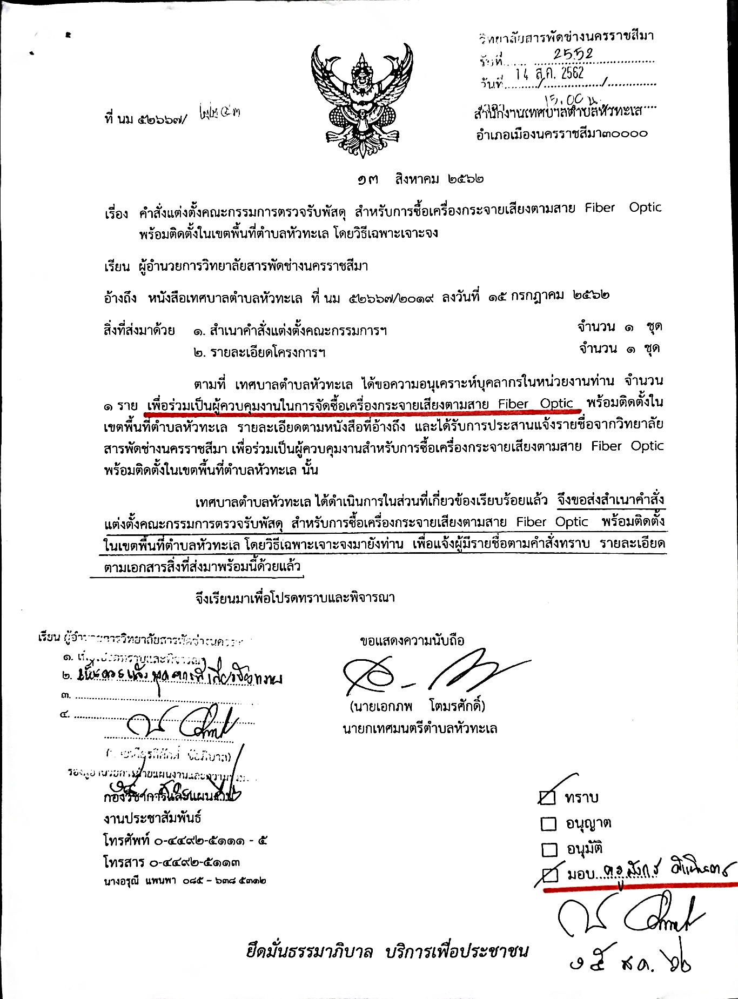 วิทยาลัยสารพัดช่างนครราชสีมา
รับที่ 2552
วันที่ 14 ส.ค. 2562
15.00 น.
ที่ นม ๕๒๖๖๗/
สำนักงานเทศบาลตำบลหัวทะเล
อำเภอเมืองนครราชสีมา๓๐๐๐๐
๑๓ สิงหาคม ๒๕๖๒
เรื่อง คำสั่งแต่งตั้งคณะกรรมการตรวจรับพัสดุ สำหรับการซื้อเครื่องกระจายเสียงตามสาย Fiber Optic
พร้อมติดตั้งในเขตพื้นที่ตำบลหัวทะเล โดยวิธีเฉพาะเจาะจง
เรียน ผู้อำนวยการวิทยาลัยสารพัดช่างนครราชสีมา
อ้างถึง หนังสือเทศบาลตำบลหัวทะเล ที่ นม ๕๒๖๖๗/๒๐๑๙ ลงวันที่ ๑๕ กรกฎาคม ๒๕๖๒
สิ่งที่ส่งมาด้วย ๑. สำเนาคำสั่งแต่งตั้งคณะกรรมการฯ จำนวน ๑ ชุด
๒. รายละเอียดโครงการฯ จำนวน ๑ ชุด
ตามที่ เทศบาลตำบลหัวทะเล ได้ขอความอนุเคราะห์บุคลากรในหน่วยงานท่าน จำนวน
๑ ราย เพื่อร่วมเป็นผู้ควบคุมงานในการจัดซื้อเครื่องกระจายเสียงตามสาย Fiber Optic พร้อมติดตั้งใน
เขตพื้นที่ตำบลหัวทะเล รายละเอียดตามหนังสือที่อ้างถึง และได้รับการประสานแจ้งรายชื่อจากวิทยาลัย
สารพัดช่างนครราชสีมา เพื่อร่วมเป็นผู้ควบคุมงานสำหรับการซื้อเครื่องกระจายเสียงตามสาย Fiber Optic
พร้อมติดตั้งในเขตพื้นที่ตำบลหัวทะเล นั้น
เทศบาลตำบลหัวทะเล ได้ดำเนินการในส่วนที่เกี่ยวข้องเรียบร้อยแล้ว จึงขอส่งสำเนาคำสั่ง
แต่งตั้งคณะกรรมการตรวจรับพัสดุ สำหรับการซื้อเครื่องกระจายเสียงตามสาย Fiber Optic พร้อมติดตั้ง
ในเขตพื้นที่ตำบลหัวทะเล โดยวิธีเฉพาะเจาะจงมายังท่าน เพื่อแจ้งผู้มีรายชื่อตามคำสั่งทราบ รายละเอียด
ตามเอกสารสิ่งที่ส่งมาพร้อมนี้ด้วยแล้ว
จึงเรียนมาเพื่อโปรดทราบและพิจารณา
ขอแสดงความนับถือ
(นายเอกภพ โตมรศักดิ์)
นายกเทศมนตรีตำบลหัวทะเล
เรียน ผู้อำนวยการวิทยาลัยสารพัดช่างนครราชสีมา
๑. เพื่อโปรดทราบและพิจารณา
๒. เห็นควรแจ้งบุคลากรที่เกี่ยวข้องทราบ
๓.
๔.
รองผู้อำนวยการฝ่ายแผนงานและความร่วมมือ
กองวิชาการและแผนงาน
งานประชาสัมพันธ์
โทรศัพท์ ๐-๔๔๙๒-๕๑๑๑ - ๕
โทรสาร ๐-๔๔๙๒-๕๑๑๓
นางอรุณี แพนพา ๐๘๕ – ๖๓๘ ๕๓๑๒
ทราบ
อนุญาต
อนุมัติ
มอบ ครูมังกร ดำเนินการ
๑๕ ส.ค. ๖๒
ยึดมั่นธรรมาภิบาล บริการเพื่อประชาชน